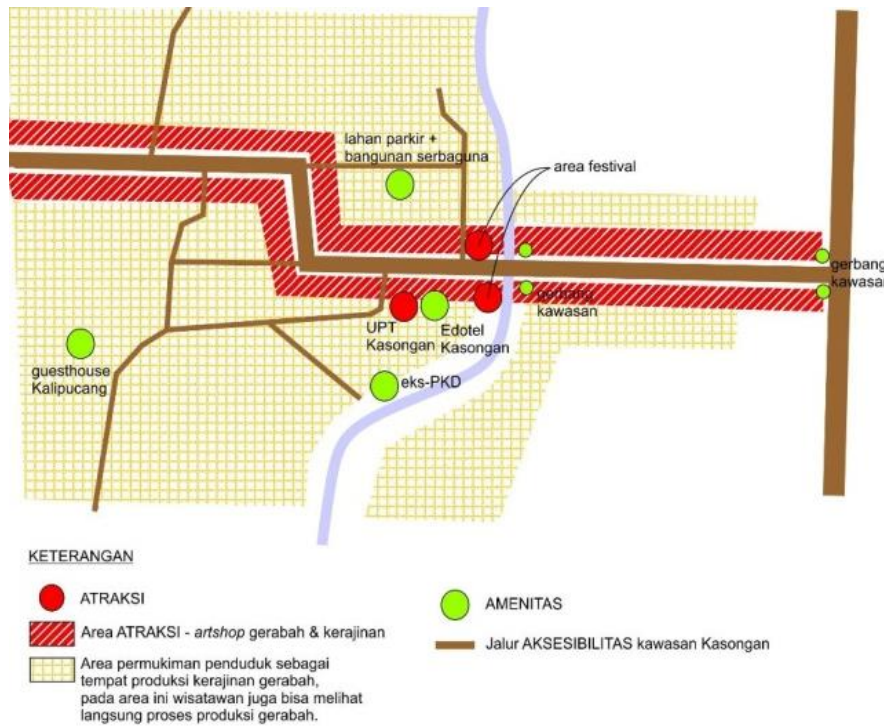 lahan parkir +
bangunan serbaguna
area festival
gerbang
kawasan
gerbang
kawasan
UPT
Kasongan
Edotel
Kasongan
guesthouse
Kalipucang
eks-PKD
KETERANGAN
ATRAKSI
Area ATRAKSI - artshop gerabah & kerajinan
Area permukiman penduduk sebagai
tempat produksi kerajinan gerabah,
pada area ini wisatawan juga bisa melihat
langsung proses produksi gerabah.
AMENITAS
Jalur AKSESIBILITAS kawasan Kasongan